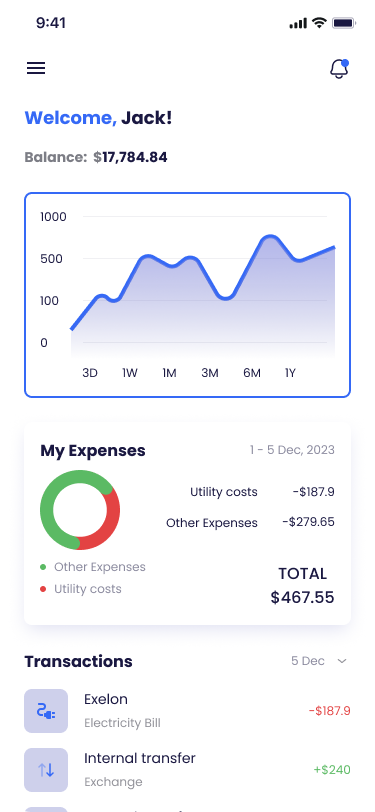 9:41
Welcome, Jack!
Balance: $17,784.84
1000
500
100
0
3D 1W 1M 3M 6M 1Y
My Expenses 1 - 5 Dec, 2023
Utility costs -$187.9
Other Expenses -$279.65
Other Expenses
Utility costs
TOTAL
$467.55
Transactions 5 Dec
Exelon
Electricity Bill
-$187.9
Internal transfer
Exchange
+$240